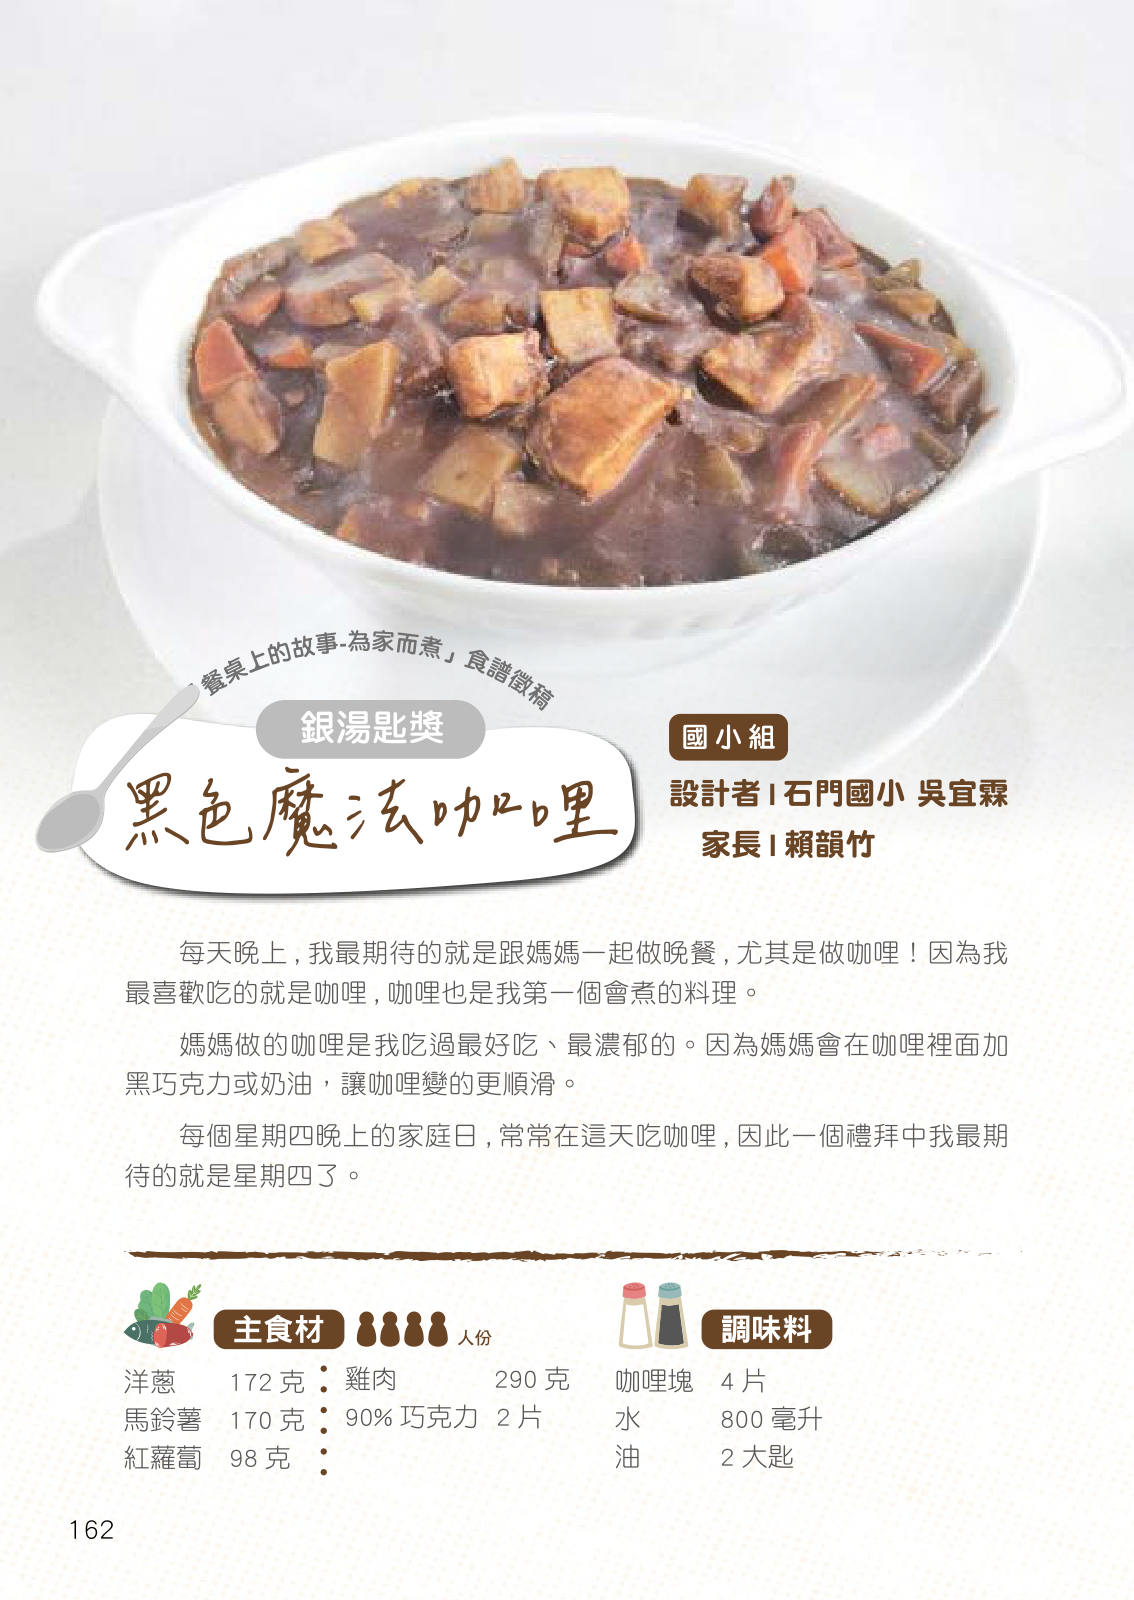 餐桌上的故事-為家而煮」食譜徵稿
銀湯匙獎
黑色魔法咖哩
國小組
設計者 | 石門國小 吳宜霖
家長 | 賴韻竹
每天晚上，我最期待的就是跟媽媽一起做晚餐，尤其是做咖哩！因為我
最喜歡吃的就是咖哩，咖哩也是我第一個會煮的料理。
媽媽做的咖哩是我吃過最好吃、最濃郁的。因為媽媽會在咖哩裡面加
黑巧克力或奶油，讓咖哩變的更順滑。
每個星期四晚上的家庭日，常常在這天吃咖哩，因此一個禮拜中我最期
待的就是星期四了。
主食材 人份
洋蔥 172 克
馬鈴薯 170 克
紅蘿蔔 98 克
雞肉 290 克
90% 巧克力 2 片
調味料
咖哩塊 4 片
水 800 毫升
油 2 大匙
162